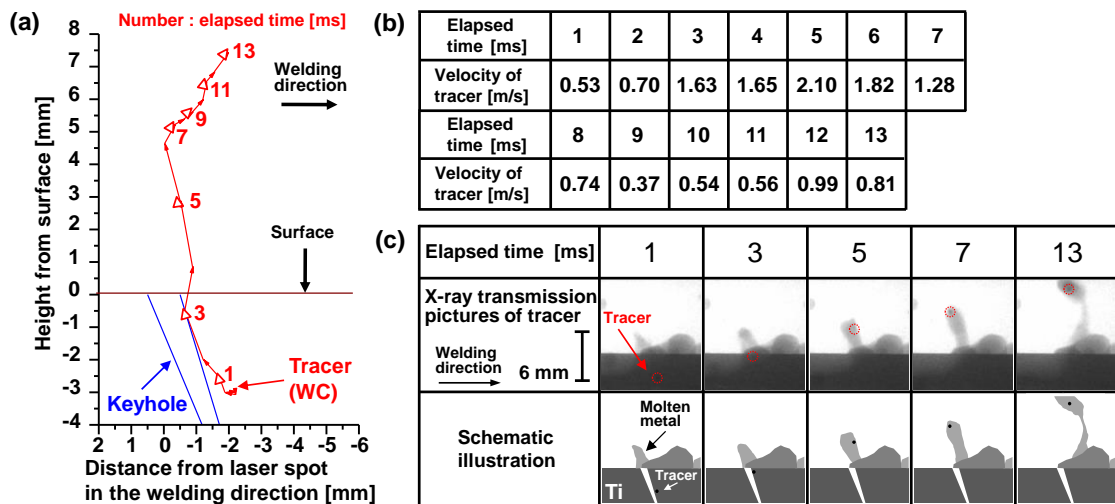 (a)
Number : elapsed time [ms]
8
7
6
5
4
3
2
1
0
-1
-2
-3
-4
Height from surface [mm]
13
11
9
7
5
3
1
Welding
direction
Surface
Tracer
(WC)
Keyhole
2 1 0 -1 -2 -3 -4 -5 -6
Distance from laser spot
in the welding direction [mm]
(b)
Elapsed
time [ms]
1 2 3 4 5 6 7
Velocity of
tracer [m/s]
0.53 0.70 1.63 1.65 2.10 1.82 1.28
Elapsed time
[ms]
8 9 10 11 12 13
Velocity of
tracer [m/s]
0.74 0.37 0.54 0.56 0.99 0.81
(c)
Elapsed time [ms] 1 3 5 7 13
X-ray transmission
pictures of tracer
Welding
direction
6 mm
Tracer
Schematic
illustration
Molten
metal
Tracer
Ti